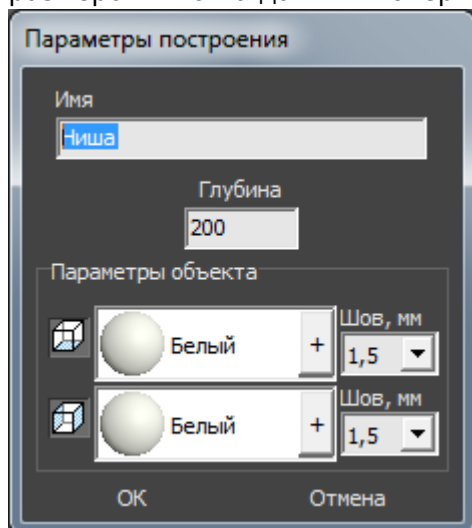 Параметры построения
Имя
Ниша
Глубина
200
Параметры объекта
Шов, мм
Белый + 1,5
Шов, мм
Белый + 1,5
ОК Отмена